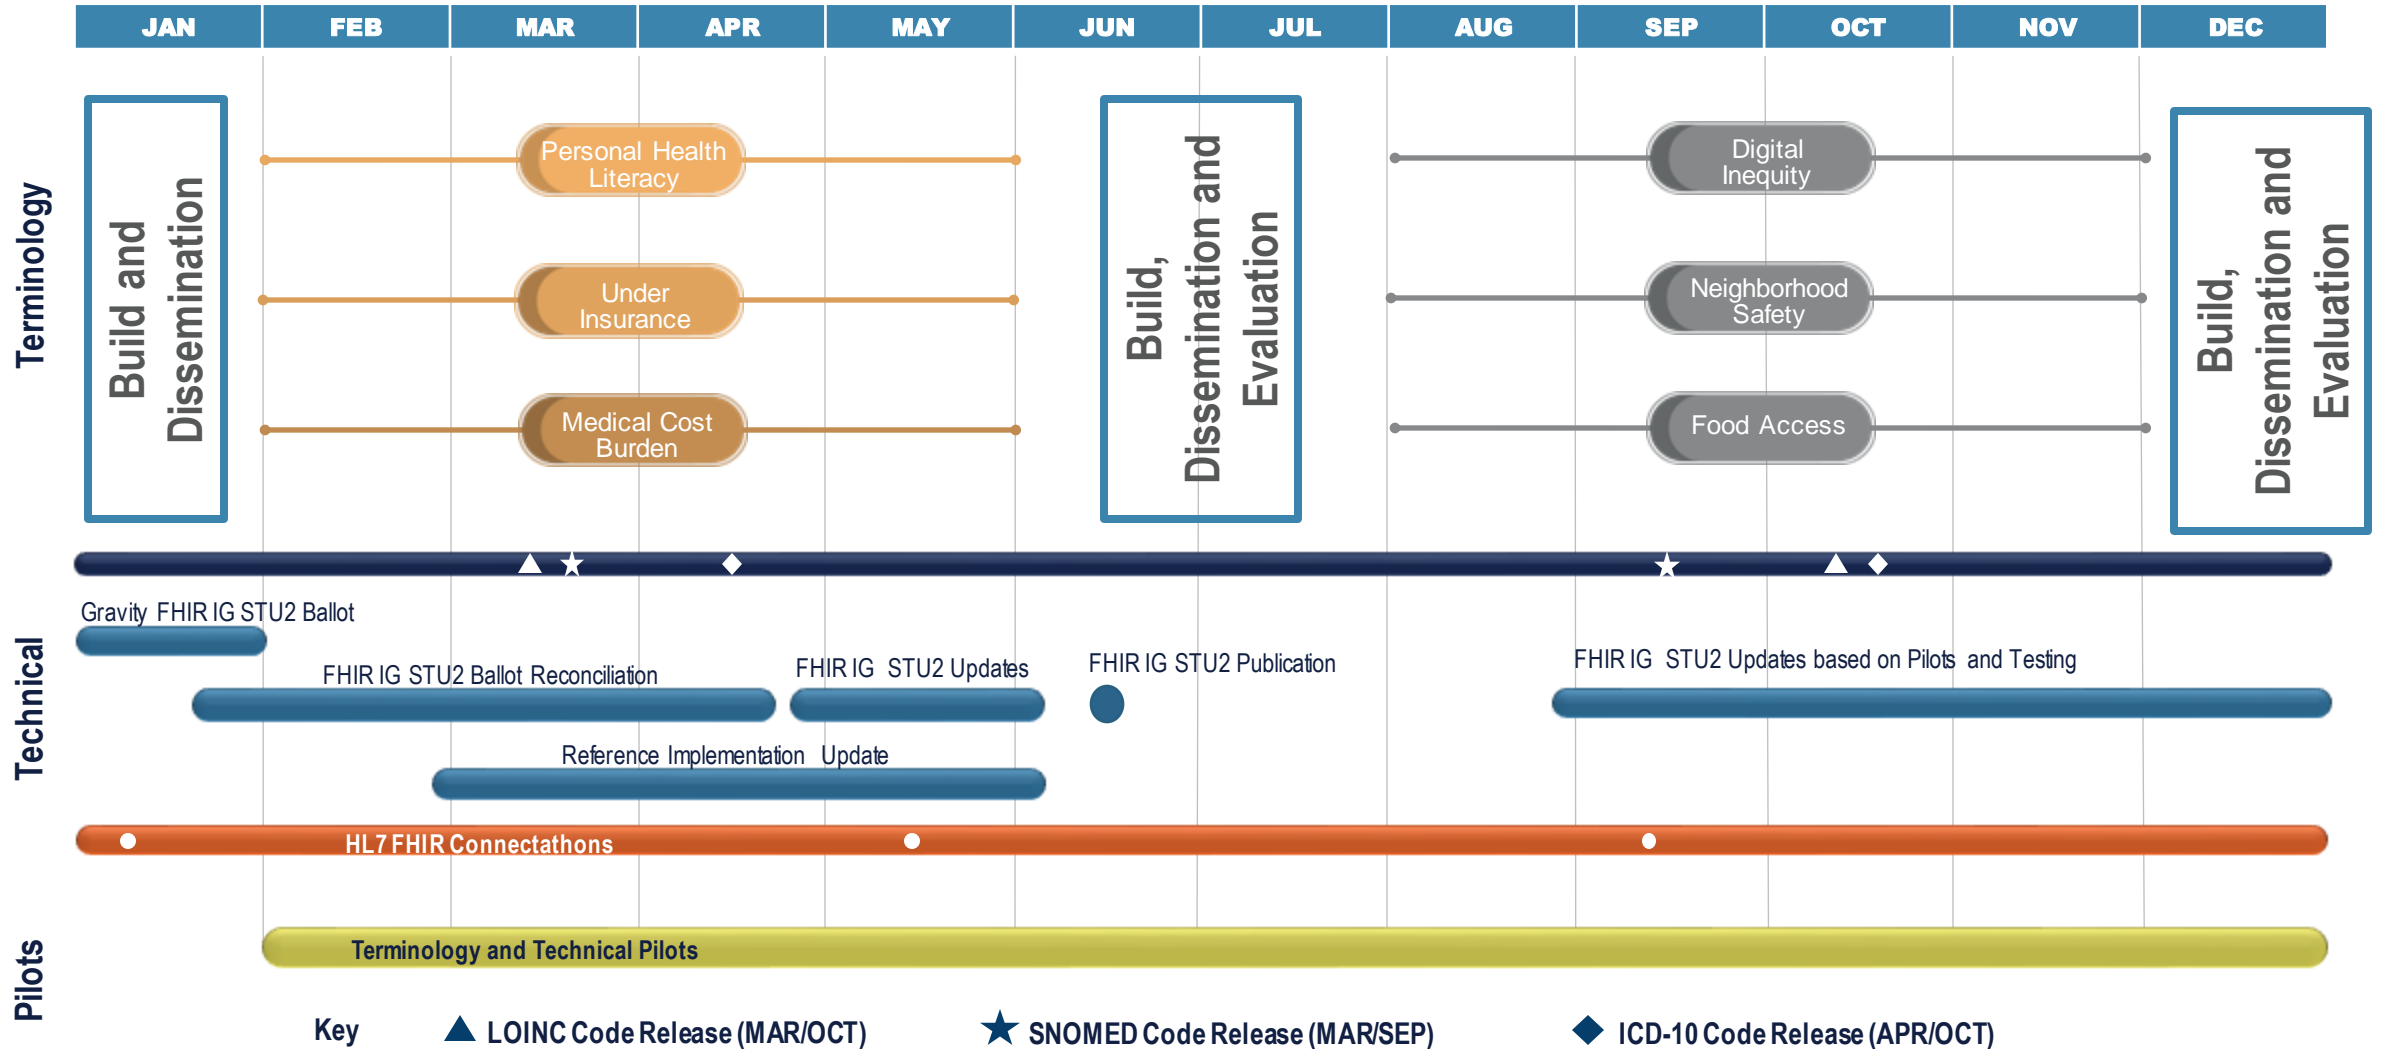 JAN FEB MAR APR MAY JUN JUL AUG SEP OCT NOV DEC
Terminology
Build and
Dissemination
Personal Health
Literacy
Under
Insurance
Medical Cost
Burden
Build,
Dissemination and
Evaluation
Digital
Inequity
Neighborhood
Safety
Food Access
Build,
Dissemination and
Evaluation
Technical
Gravity FHIR IG STU2 Ballot
FHIR IG STU2 Ballot Reconciliation
FHIR IG STU2 Updates
FHIR IG STU2 Publication
FHIR IG STU2 Updates based on Pilots and Testing
Reference Implementation Update
HL7 FHIR Connectathons
Pilots
Terminology and Technical Pilots
Key
LOINC Code Release (MAR/OCT)
SNOMED Code Release (MAR/SEP)
ICD-10 Code Release (APR/OCT)